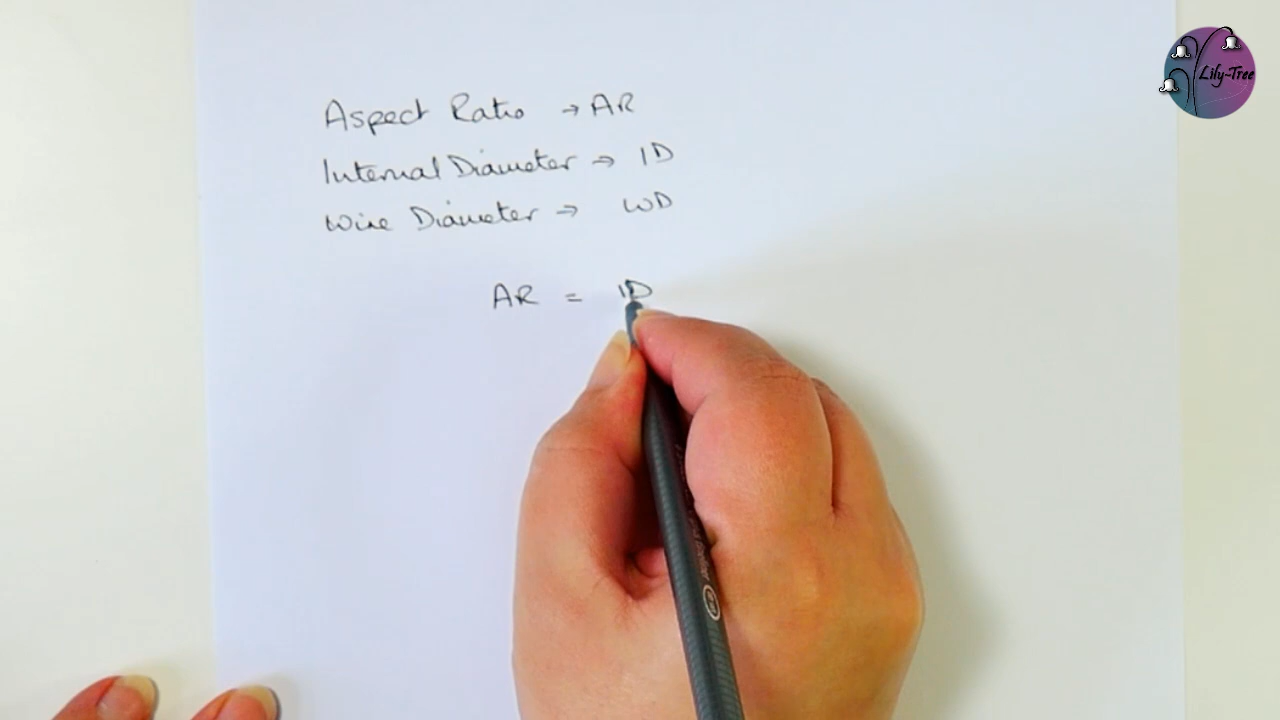 Lily-Tree
Aspect Ratio → AR
Internal Diameter → ID
Wire Diameter → WD
AR = ID